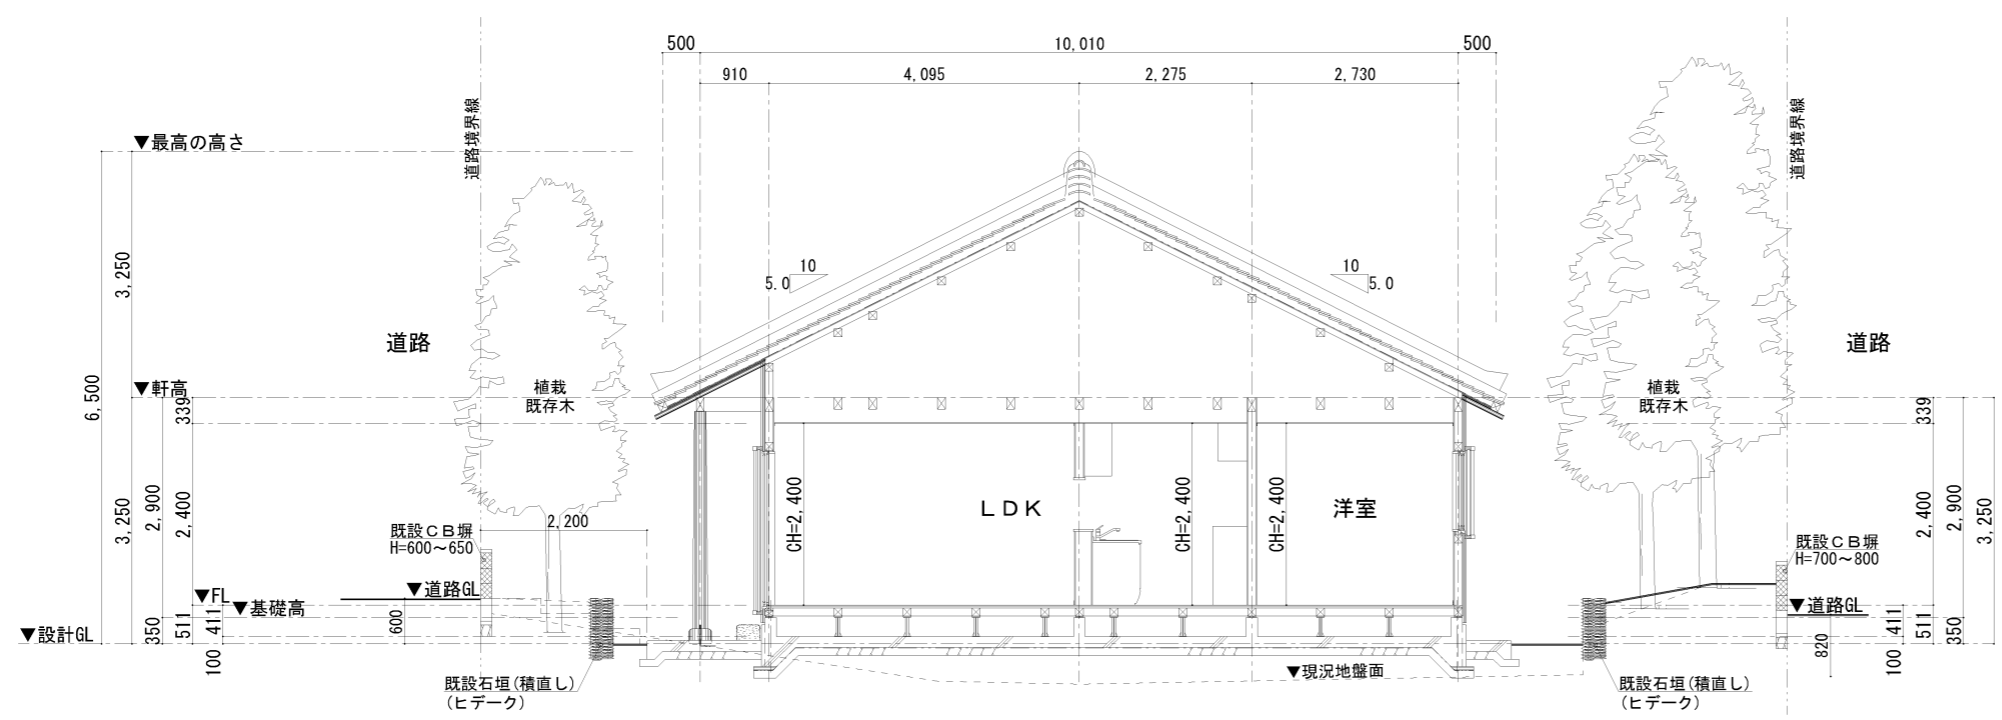 500
10,010
500
910
4,095
2,275
2,730
道路境界線
道路境界線
▼最高の高さ
3,250
6,500
10
5.0
10
5.0
道路
道路
▼軒高
339
植栽
既存木
植栽
既存木
339
3,250
2,900
2,400
2,200
既設CB塀
H=600～650
CH=2,400
LDK
CH=2,400
CH=2,400
洋室
2,400
2,900
3,250
既設CB塀
H=700～800
▼FL
▼道路GL
▼基礎高
▼道路GL
▼設計GL
350
511
411
600
100
820
411
511
350
100
▼現況地盤面
既設石垣(積直し)
(ヒデーク)
既設石垣(積直し)
(ヒデーク)